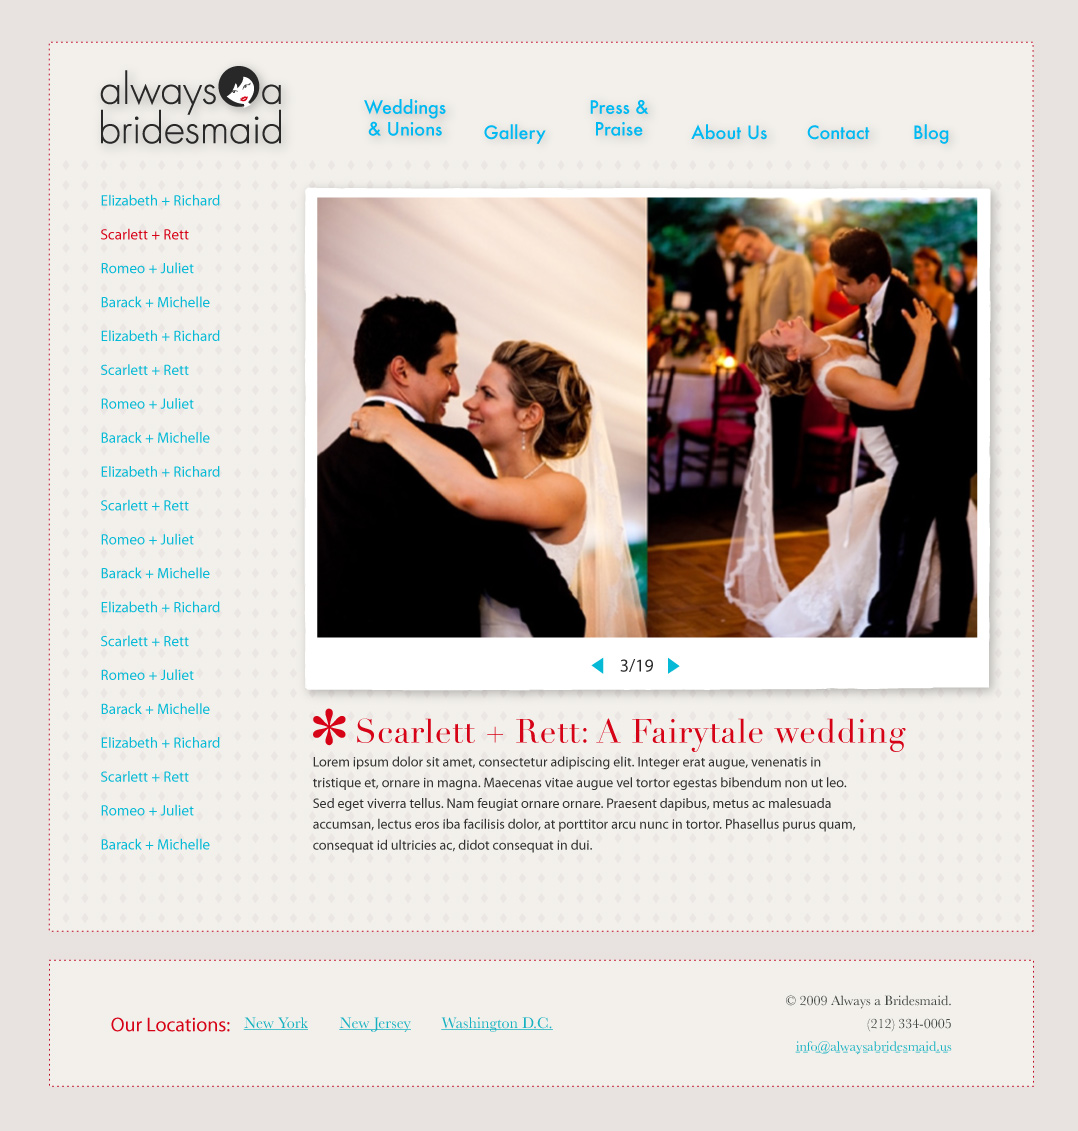 always a
bridesmaid
Weddings
& Unions
Gallery
Press &
Praise
About Us
Contact
Blog
Elizabeth + Richard
Scarlett + Rett
Romeo + Juliet
Barack + Michelle
Elizabeth + Richard
Scarlett + Rett
Romeo + Juliet
Barack + Michelle
Elizabeth + Richard
Scarlett + Rett
Romeo + Juliet
Barack + Michelle
Elizabeth + Richard
Scarlett + Rett
Romeo + Juliet
Barack + Michelle
Elizabeth + Richard
Scarlett + Rett
Romeo + Juliet
Barack + Michelle
3/19
* Scarlett + Rett: A Fairytale wedding
Lorem ipsum dolor sit amet, consectetur adipiscing elit. Integer erat augue, venenatis in
tristique et, ornare in magna. Maecenas vitae augue vel tortor egestas bibendum non ut leo.
Sed eget viverra tellus. Nam feugiat ornare ornare. Praesent dapibus, metus ac malesuada
accumsan, lectus eros iba facilisis dolor, at porttitor arcu nunc in tortor. Phasellus purus quam,
consequat id ultricies ac, didot consequat in dui.
Our Locations: New York New Jersey Washington D.C.
© 2009 Always a Bridesmaid.
(212) 334-0005
info@alwaysabridesmaid.us